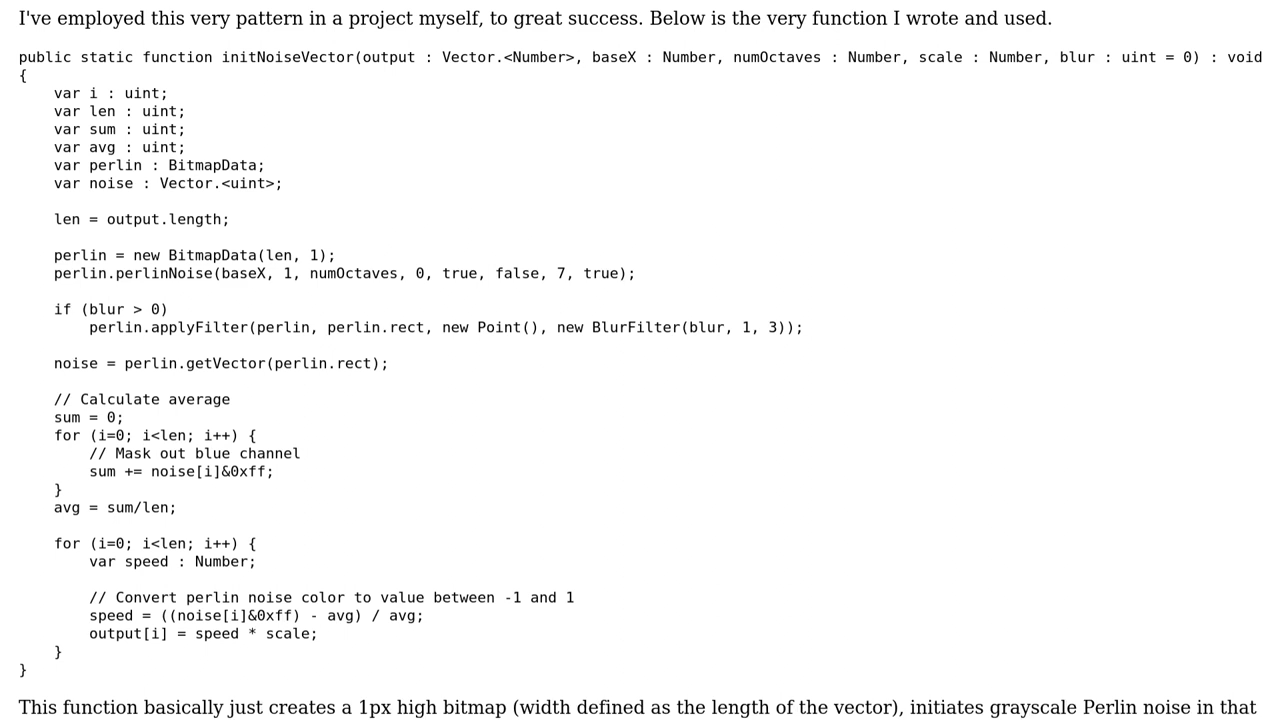 I've employed this very pattern in a project myself, to great success. Below is the very function I wrote and used.
public static function initNoiseVector(output : Vector.<Number>, baseX : Number, numOctaves : Number, scale : Number, blur : uint = 0) : void
{
    var i : uint;
    var len : uint;
    var sum : uint;
    var avg : uint;
    var perlin : BitmapData;
    var noise : Vector.<uint>;

    len = output.length;

    perlin = new BitmapData(len, 1);
    perlin.perlinNoise(baseX, 1, numOctaves, 0, true, false, 7, true);

    if (blur > 0)
        perlin.applyFilter(perlin, perlin.rect, new Point(), new BlurFilter(blur, 1, 3));

    noise = perlin.getVector(perlin.rect);

    // Calculate average
    sum = 0;
    for (i=0; i<len; i++) {
        // Mask out blue channel
        sum += noise[i]&0xff;
    }
    avg = sum/len;

    for (i=0; i<len; i++) {
        var speed : Number;

        // Convert perlin noise color to value between -1 and 1
        speed = ((noise[i]&0xff) - avg) / avg;
        output[i] = speed * scale;
    }
}
This function basically just creates a 1px high bitmap (width defined as the length of the vector), initiates grayscale Perlin noise in that